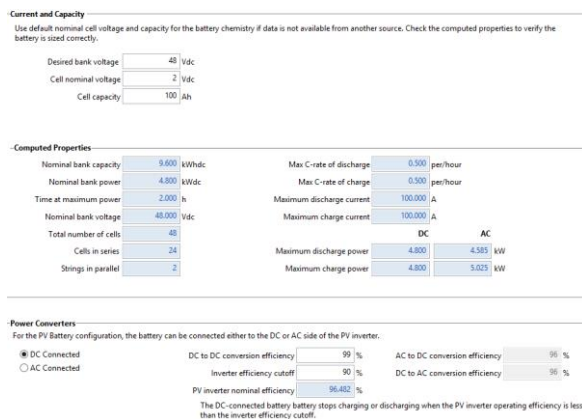 Current and Capacity
Use default nominal cell voltage and capacity for the battery chemistry if data is not available from another source. Check the computed properties to verify the
battery is sized correctly.
Desired bank voltage 48 Vdc
Cell nominal voltage 2 Vdc
Cell capacity 100 Ah
Computed Properties
Nominal bank capacity 9.600 kWhdc Max C-rate of discharge 0.500 per/hour
Nominal bank power 4.800 kWdc Max C-rate of charge 0.500 per/hour
Time at maximum power 2.000 h Maximum discharge current 100.000 A
Nominal bank voltage 48.000 Vdc Maximum charge current 100.000 A
Total number of cells 48 DC AC
Cells in series 24 Maximum discharge power 4.800 4.585 kW
Strings in parallel 2 Maximum charge power 4.800 5.025 kW
Power Converters
For the PV Battery configuration, the battery can be connected either to the DC or AC side of the PV inverter.
DC Connected DC to DC conversion efficiency 99 % AC to DC conversion efficiency 96 %
AC Connected Inverter efficiency cutoff 90 % DC to AC conversion efficiency 96 %
PV inverter nominal efficiency 96.482 %
The DC-connected battery battery stops charging or discharging when the PV inverter operating efficiency is less
than the inverter efficiency cutoff.